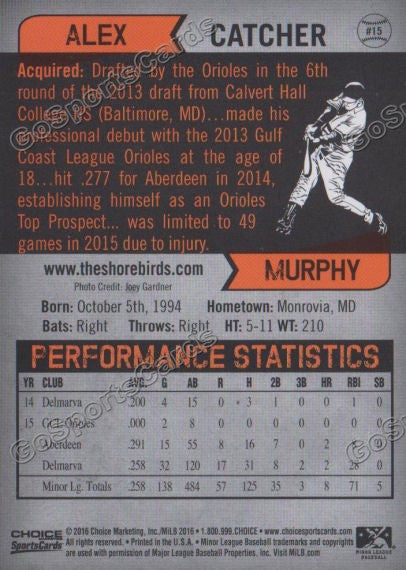 ALEX
CATCHER
#15
Acquired: Drafted by the Orioles in the 6th
round of the 2013 draft from Calvert Hall
College HS (Baltimore, MD)...made his
professional debut with the 2013 Gulf
Coast League Orioles at the age of
18...hit .277 for Aberdeen in 2014,
establishing himself as an Orioles
Top Prospect... was limited to 49
games in 2015 due to injury.
www.theshorebirds.com
MURPHY
Photo Credit: Joey Gardner
Born: October 5th, 1994 Hometown: Monrovia, MD
Bats: Right Throws: Right HT: 5-11 WT: 210
PERFORMANCE STATISTICS
YR CLUB AVG. G AB R H 2B 3B HR RBI SB
14 Delmarva .200 4 15 0 3 1 0 0 1 0
15 GCL Orioles .000 2 8 0 0 0 0
Aberdeen .291 15 55 8 16 7 0 2
Delmarva .258 32 120 17 31 8 2 2 28 0
Minor Lg. Totals .258 138 484 57 125 35 3 8 71 5
CHOICE
SportsCards
© 2016 Choice Marketing, Inc./MiLB 2016 • 1.800.999.CHOICE • www.choicesportscards.com
All rights reserved. • Printed in the U.S.A. • Minor League Baseball trademarks and copyrights
are used with permission of Major League Baseball Properties, Inc. Visit MiLB.com
MINOR LEAGUE
BASEBALL
GoSportsCards
GoSportsCards
GoSportsCards
GoSportsCards